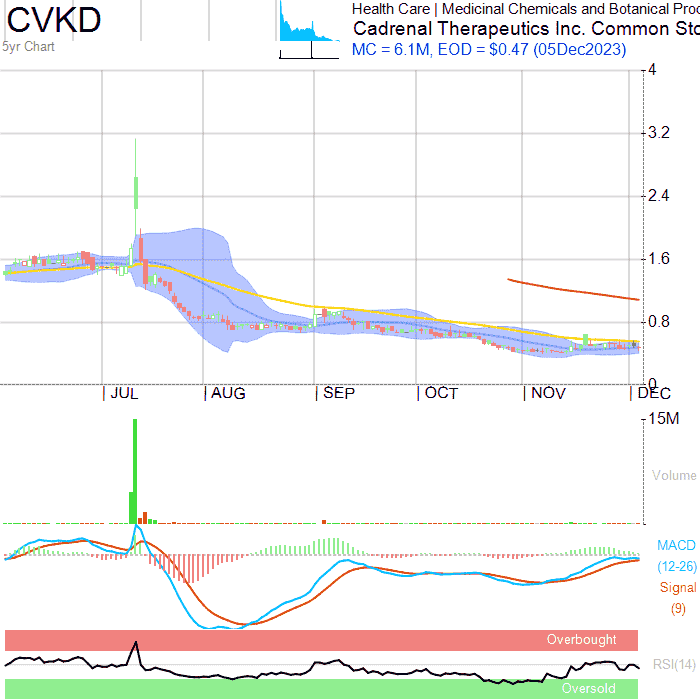 CVKD
5yr Chart
Health Care | Medicinal Chemicals and Botanical Proc
Cadrenal Therapeutics Inc. Common Sto
MC = 6.1M, EOD = $0.47 (05Dec2023)
4
3.2
2.4
1.6
0.8
0
JUL AUG SEP OCT NOV DEC
15M
Volume
MACD
(12-26)
Signal
(9)
Overbought
RSI(14)
Oversold